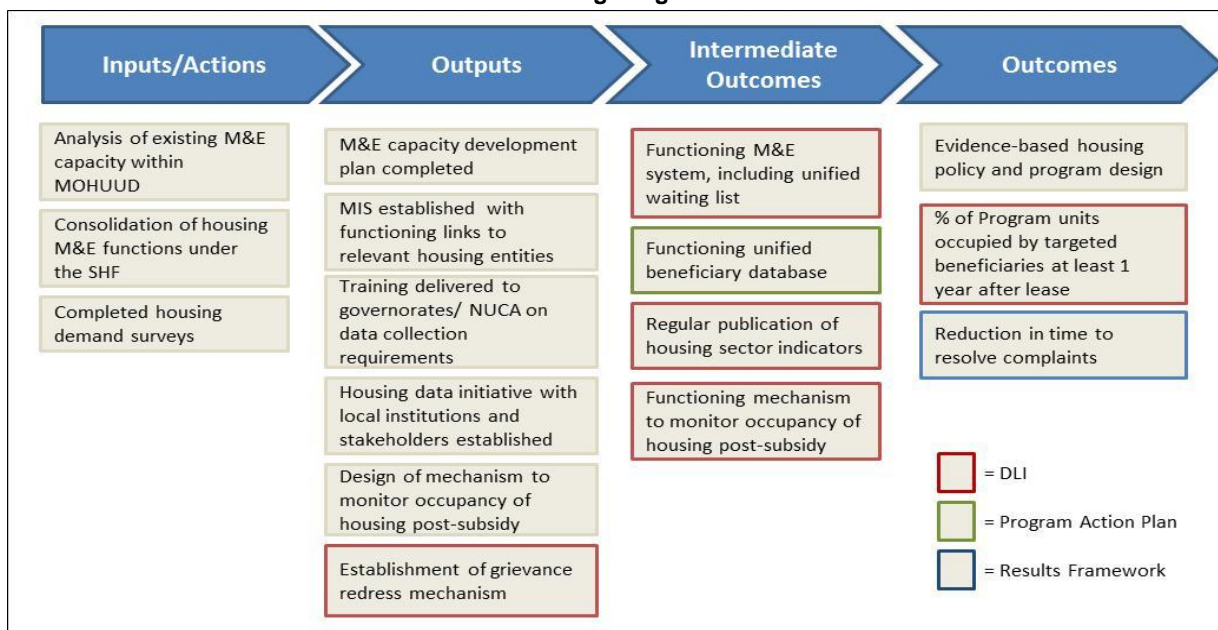 Inputs/Actions
Outputs
Intermediate
Outcomes
Outcomes
Analysis of existing M&E
capacity within
MOHUUD
Consolidation of housing
M&E functions under
the SHF
Completed housing
demand surveys
M&E capacity development
plan completed
MIS established with
functioning links to
relevant housing entities
Training delivered to
governorates/ NUCA on
data collection
requirements
Housing data initiative with
local institutions and
stakeholders established
Design of mechanism to
monitor occupancy of
housing post-subsidy
Establishment of grievance
redress mechanism
Functioning M&E
system, including unified
waiting list
Functioning unified
beneficiary database
Regular publication of
housing sector indicators
Functioning mechanism
to monitor occupancy of
housing post-subsidy
Evidence-based housing
policy and program design
% of Program units
occupied by targeted
beneficiaries at least 1
year after lease
Reduction in time to
resolve complaints
= DLI
= Program Action Plan
= Results Framework